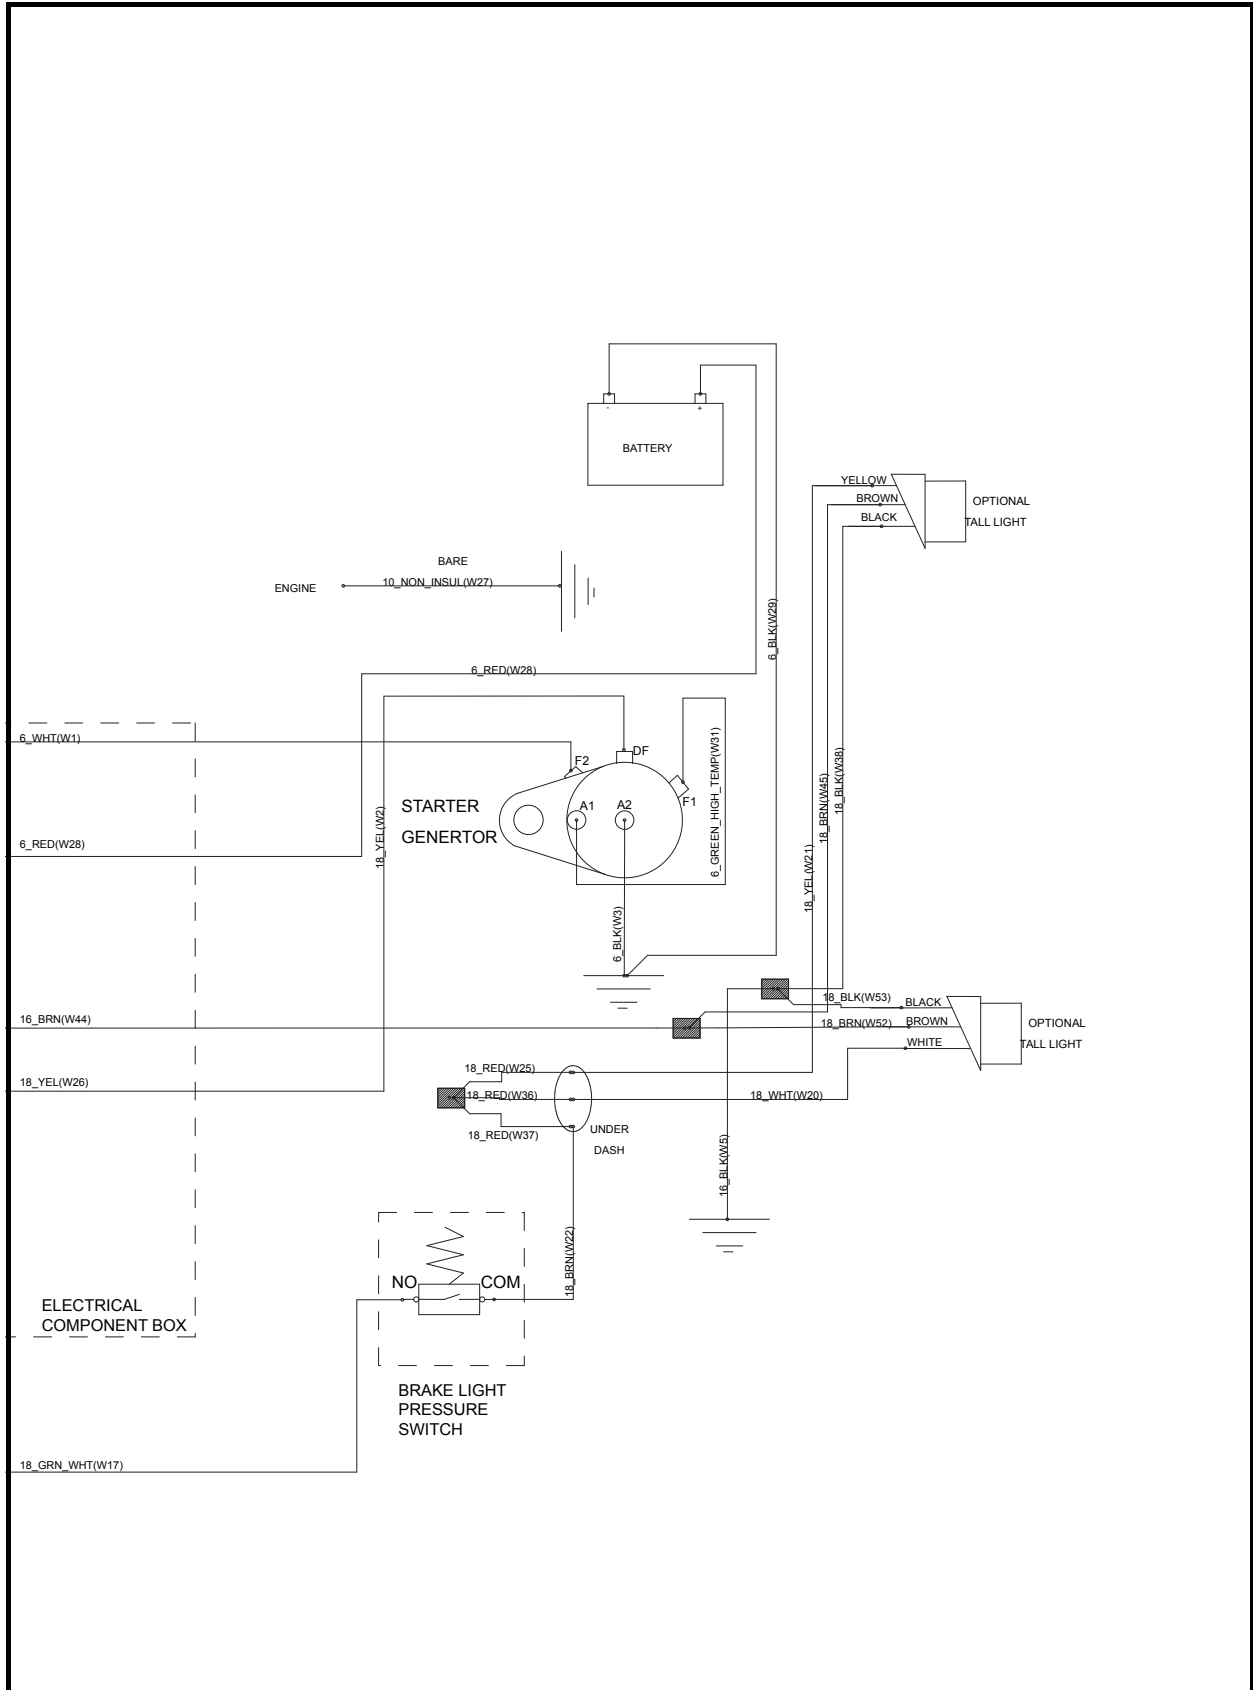 -
+
BATTERY
YELLOW
BROWN
BLACK
OPTIONAL
TALL LIGHT
BARE
10_NON_INSUL(W27)
ENGINE
6_BLK(W29)
6_RED(W28)
6_WHT(W1)
DF
F2
F1
A1
A2
STARTER
GENERTOR
6_GREEN_HIGH_TEMP(W31)
18_BLK(W38)
18_BRN(W45)
18_YEL(W2)
6_RED(W28)
18_YEL(W21)
6_BLK(W3)
18_BLK(W53)
BLACK
16_BRN(W44)
18_BRN(W52)
BROWN
WHITE
OPTIONAL
TALL LIGHT
18_RED(W25)
18_YEL(W26)
18_RED(W36)
18_WHT(W20)
18_RED(W37)
UNDER
DASH
16_BLK(W5)
18_BRN(W22)
NO
COM
ELECTRICAL
COMPONENT BOX
BRAKE LIGHT
PRESSURE
SWITCH
18_GRN_WHT(W17)